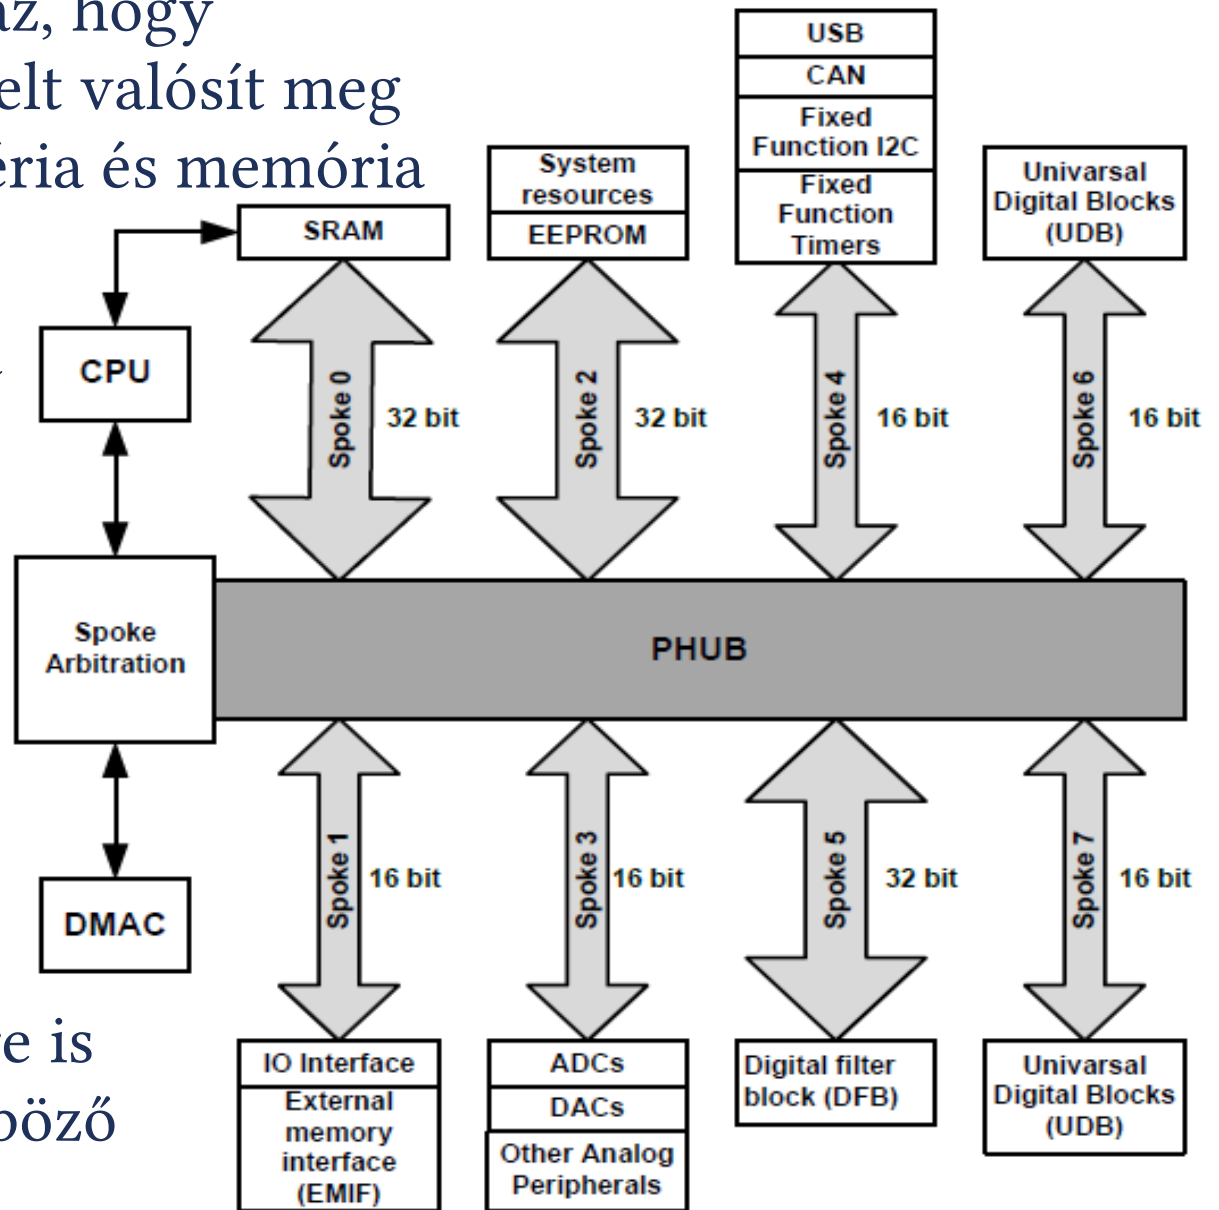 az, hogy
elt valósít meg
éria és memória
USB
CAN
Fixed
Function I2C
Fixed
Function
Timers
System
resources
EEPROM
Univarsal
Digital Blocks
(UDB)
SRAM
CPU
Spoke 0
32 bit
Spoke 2
32 bit
Spoke 4
16 bit
Spoke 6
16 bit
Spoke
Arbitration
PHUB
DMAC
Spoke 1
16 bit
Spoke 3
16 bit
Spoke 5
32 bit
Spoke 7
16 bit
e is
böző
IO Interface
External
memory
interface
(EMIF)
ADCs
DACs
Other Analog
Peripherals
Digital filter
block (DFB)
Univarsal
Digital Blocks
(UDB)